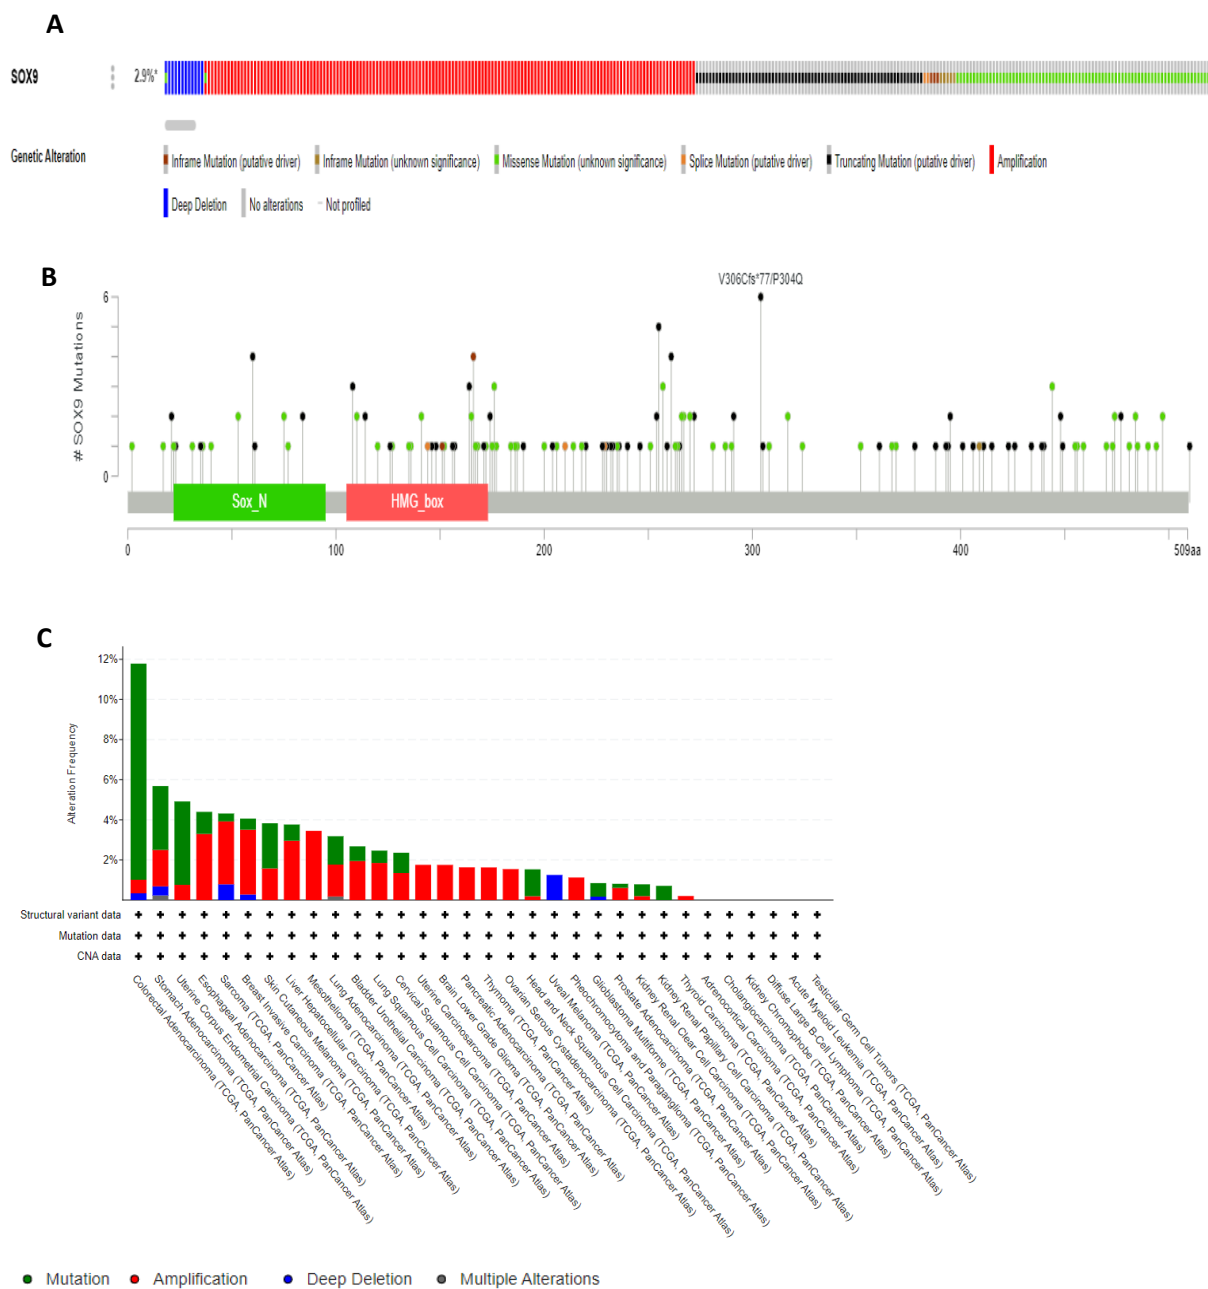 A
SOX9 2.9%*
Genetic Alteration Inframe Mutation (putative driver) Inframe Mutation (unknown significance) Missense Mutation (unknown significance) Splice Mutation (putative driver) Truncating Mutation (putative driver) Amplification
Deep Deletion No alterations Not profiled
B
V306Cfs*77/P304Q
6
# SOX9 Mutations
0
Sox_N HMG_box
0 100 200 300 400 509aa
C
12%
10%
8%
6%
4%
2%
Alteration Frequency
Structural variant data
Mutation data
CNA data
Colorectal Adenocarcinoma (TCGA, PanCancer Atlas)
Stomach Adenocarcinoma (TCGA, PanCancer Atlas)
Uterine Corpus Endometrial Carcinoma (TCGA, PanCancer Atlas)
Esophageal Adenocarcinoma (TCGA, PanCancer Atlas)
Sarcoma (TCGA, PanCancer Atlas)
Breast Invasive Carcinoma (TCGA, PanCancer Atlas)
Skin Cutaneous Melanoma (TCGA, PanCancer Atlas)
Liver Hepatocellular Carcinoma (TCGA, PanCancer Atlas)
Mesothelioma (TCGA, PanCancer Atlas)
Lung Adenocarcinoma (TCGA, PanCancer Atlas)
Bladder Urothelial Carcinoma (TCGA, PanCancer Atlas)
Lung Squamous Cell Carcinoma (TCGA, PanCancer Atlas)
Cervical Squamous Cell Carcinoma (TCGA, PanCancer Atlas)
Uterine Carcinosarcoma (TCGA, PanCancer Atlas)
Brain Lower Grade Glioma (TCGA, PanCancer Atlas)
Pancreatic Adenocarcinoma (TCGA, PanCancer Atlas)
Thymoma (TCGA, PanCancer Atlas)
Ovarian Serous Cystadenocarcinoma (TCGA, PanCancer Atlas)
Head and Neck Squamous Cell Carcinoma (TCGA, PanCancer Atlas)
Uveal Melanoma (TCGA, PanCancer Atlas)
Pheochromocytoma and Paraganglioma (TCGA, PanCancer Atlas)
Glioblastoma Multiforme (TCGA, PanCancer Atlas)
Prostate Adenocarcinoma (TCGA, PanCancer Atlas)
Kidney Renal Clear Cell Carcinoma (TCGA, PanCancer Atlas)
Kidney Renal Papillary Cell Carcinoma (TCGA, PanCancer Atlas)
Thyroid Carcinoma (TCGA, PanCancer Atlas)
Adrenocortical Carcinoma (TCGA, PanCancer Atlas)
Cholangiocarcinoma (TCGA, PanCancer Atlas)
Kidney Chromophobe (TCGA, PanCancer Atlas)
Diffuse Large B-Cell Lymphoma (TCGA, PanCancer Atlas)
Acute Myeloid Leukemia (TCGA, PanCancer Atlas)
Testicular Germ Cell Tumors (TCGA, PanCancer Atlas)
Mutation Amplification Deep Deletion Multiple Alterations